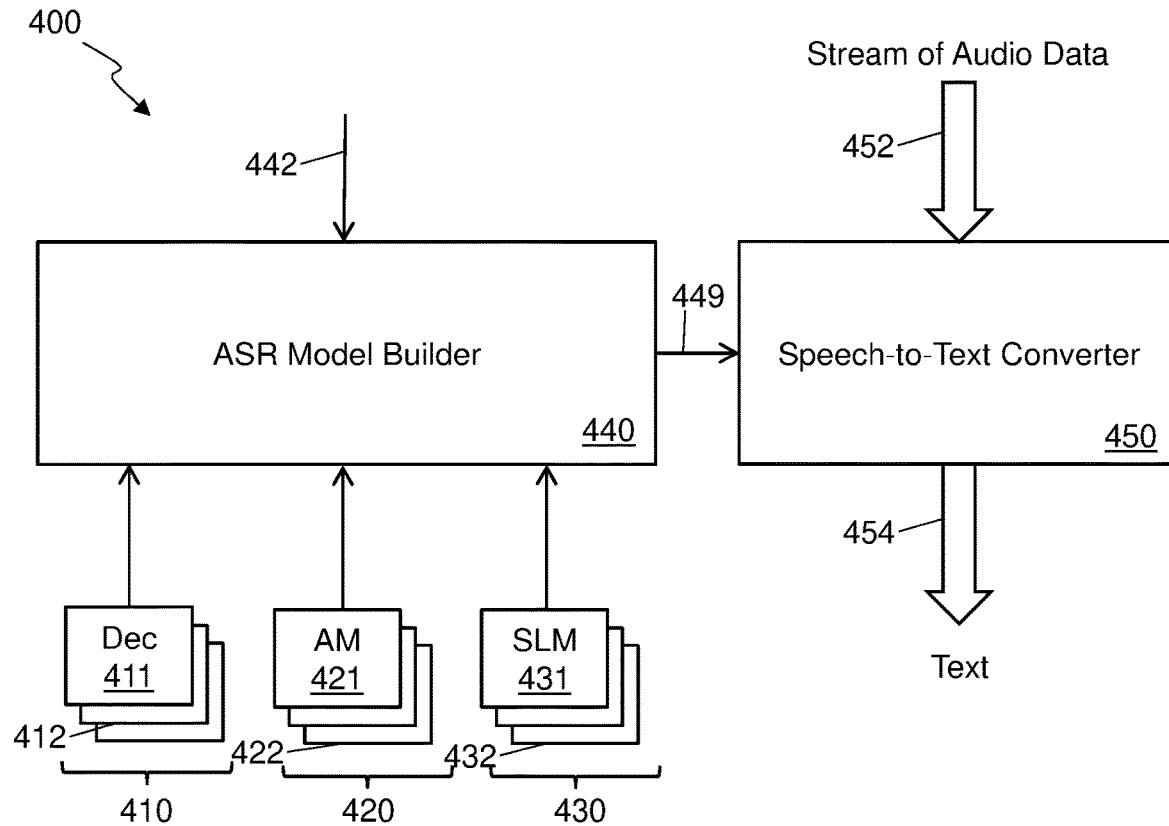 400
Stream of Audio Data
442
452
449
ASR Model Builder
440
Speech-to-Text Converter
450
454
Dec
411
AM
421
SLM
431
Text
412
422
432
410
420
430